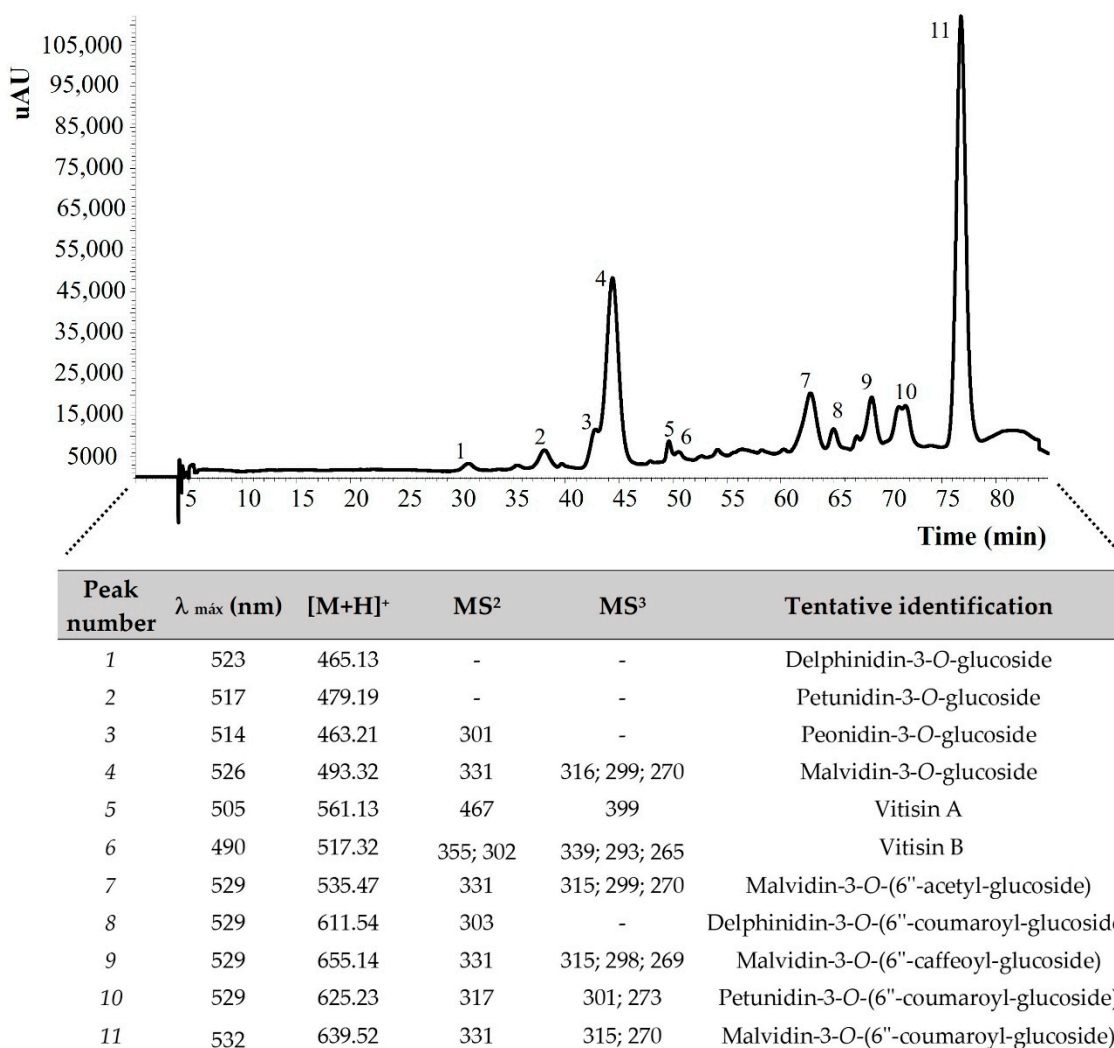 105,000
95,000
85,000
75,000
65,000
55,000
45,000
35,000
25,000
15,000
5000
uAU
1
2
3
4
5
6
7
8
9
10
11
5 10 15 20 25 30 35 40 45 50 55 60 65 70 75 80
Time (min)
Peak number λ máx (nm) [M+H]⁺ MS² MS³ Tentative identification
1 523 465.13 - - Delphinidin-3-O-glucoside
2 517 479.19 - - Petunidin-3-O-glucoside
3 514 463.21 301 - Peonidin-3-O-glucoside
4 526 493.32 331 316; 299; 270 Malvidin-3-O-glucoside
5 505 561.13 467 399 Vitisin A
6 490 517.32 355; 302 339; 293; 265 Vitisin B
7 529 535.47 331 315; 299; 270 Malvidin-3-O-(6"-acetyl-glucoside)
8 529 611.54 303 - Delphinidin-3-O-(6"-coumaroyl-glucoside
9 529 655.14 331 315; 298; 269 Malvidin-3-O-(6"-caffeoyl-glucoside)
10 529 625.23 317 301; 273 Petunidin-3-O-(6"-coumaroyl-glucoside)
11 532 639.52 331 315; 270 Malvidin-3-O-(6"-coumaroyl-glucoside)